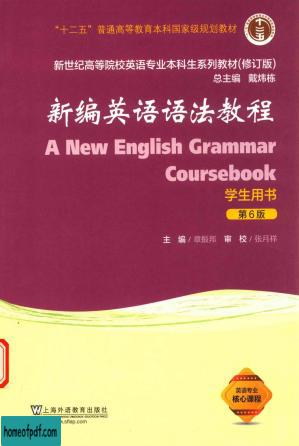 “十二五”普通高等教育本科国家级规划教材
新世纪高等院校英语专业本科生系列教材(修订版)
总主编 戴炜栋
新编英语语法教程
A New English Grammar
Coursebook
学生用书
第6版
主 编/章振邦 审 校/张月祥
上海外语教育出版社
英语专业
核心课程
homeofpdf.com